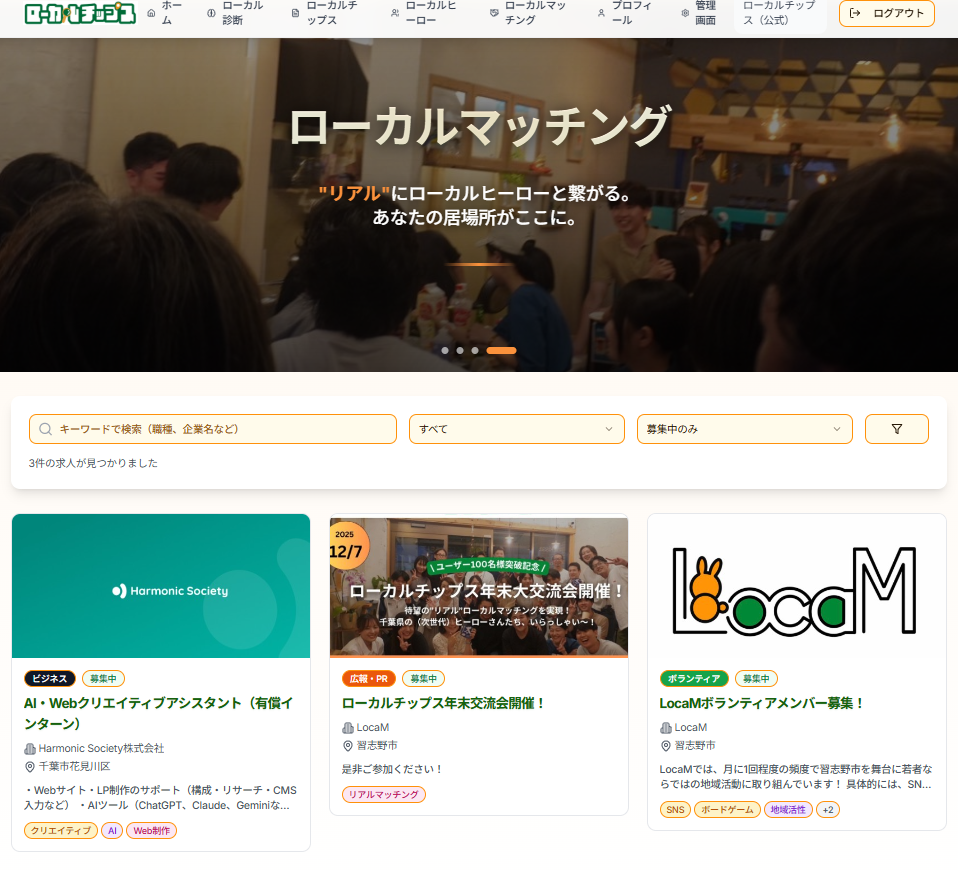 ローカルチップス
ホーム
ローカル診断
ローカルチップス
ローカルヒーロー
ローカルマッチング
プロフィール
管理画面
ローカルチップス（公式）
ログアウト
ローカルマッチング
"リアル"にローカルヒーローと繋がる。
あなたの居場所がここに。
キーワードで検索（職種、企業名など）
すべて
募集中のみ
3件の求人が見つかりました
Harmonic Society
ビジネス 募集中
AI・Webクリエイティブアシスタント（有償イ
ンターン）
Harmonic Society株式会社
千葉市花見川区
・Webサイト・LP制作のサポート（構成・リサーチ・CMS
入力など） ・AIツール（ChatGPT、Claude、Geminiな...
クリエイティブ AI Web制作
2025
12/7
\ ユーザー100名様突破記念 /
ローカルチップス年末大交流会開催！
待望の"リアル"ローカルマッチングを実現！
千葉県の（次世代）ヒーローさんたち、いらっしゃい〜！
広報・PR 募集中
ローカルチップス年末交流会開催！
LocaM
習志野市
是非ご参加ください！
リアルマッチング
LocaM
ボランティア 募集中
LocaMボランティアメンバー募集！
LocaM
習志野市
LocaMでは、月に1回程度の頻度で習志野市を舞台に若者な
らではの地域活動に取り組んでいます！ 具体的には、SN...
SNS ボードゲーム 地域活性 +2